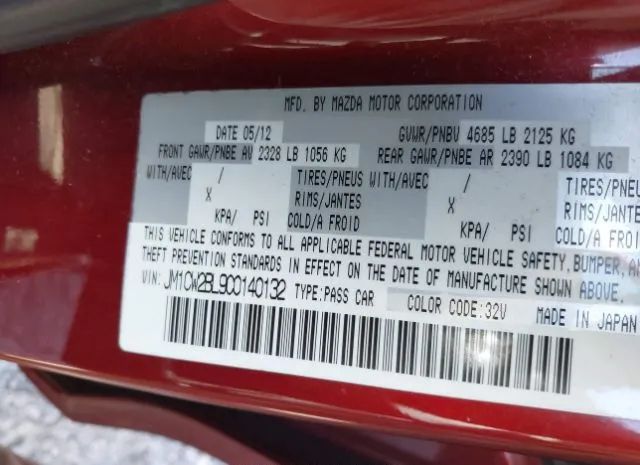 MFD. BY MAZDA MOTOR CORPORATION
DATE 05/12 GVWR/PNBV 4685 LB 2125 KG
FRONT GAWR/PNBE AV 2328 LB 1056 KG REAR GAWR/PNBE AR 2390 LB 1084 KG
WITH/AVEC / TIRES/PNEUS WITH/AVEC / TIRES/PNEU
X RIMS/JANTES X RIMS/JANTES
KPA/ PSI COLD/A FROID KPA/ PSI COLD/A FROID
THIS VEHICLE CONFORMS TO ALL APPLICABLE FEDERAL MOTOR VEHICLE SAFETY, BUMPER, AN
THEFT PREVENTION STANDARDS IN EFFECT ON THE DATE OF MANUFACTURE SHOWN ABOVE.
VIN: JM1CW2BL9C0140132 TYPE:PASS CAR COLOR CODE:32V MADE IN JAPAN